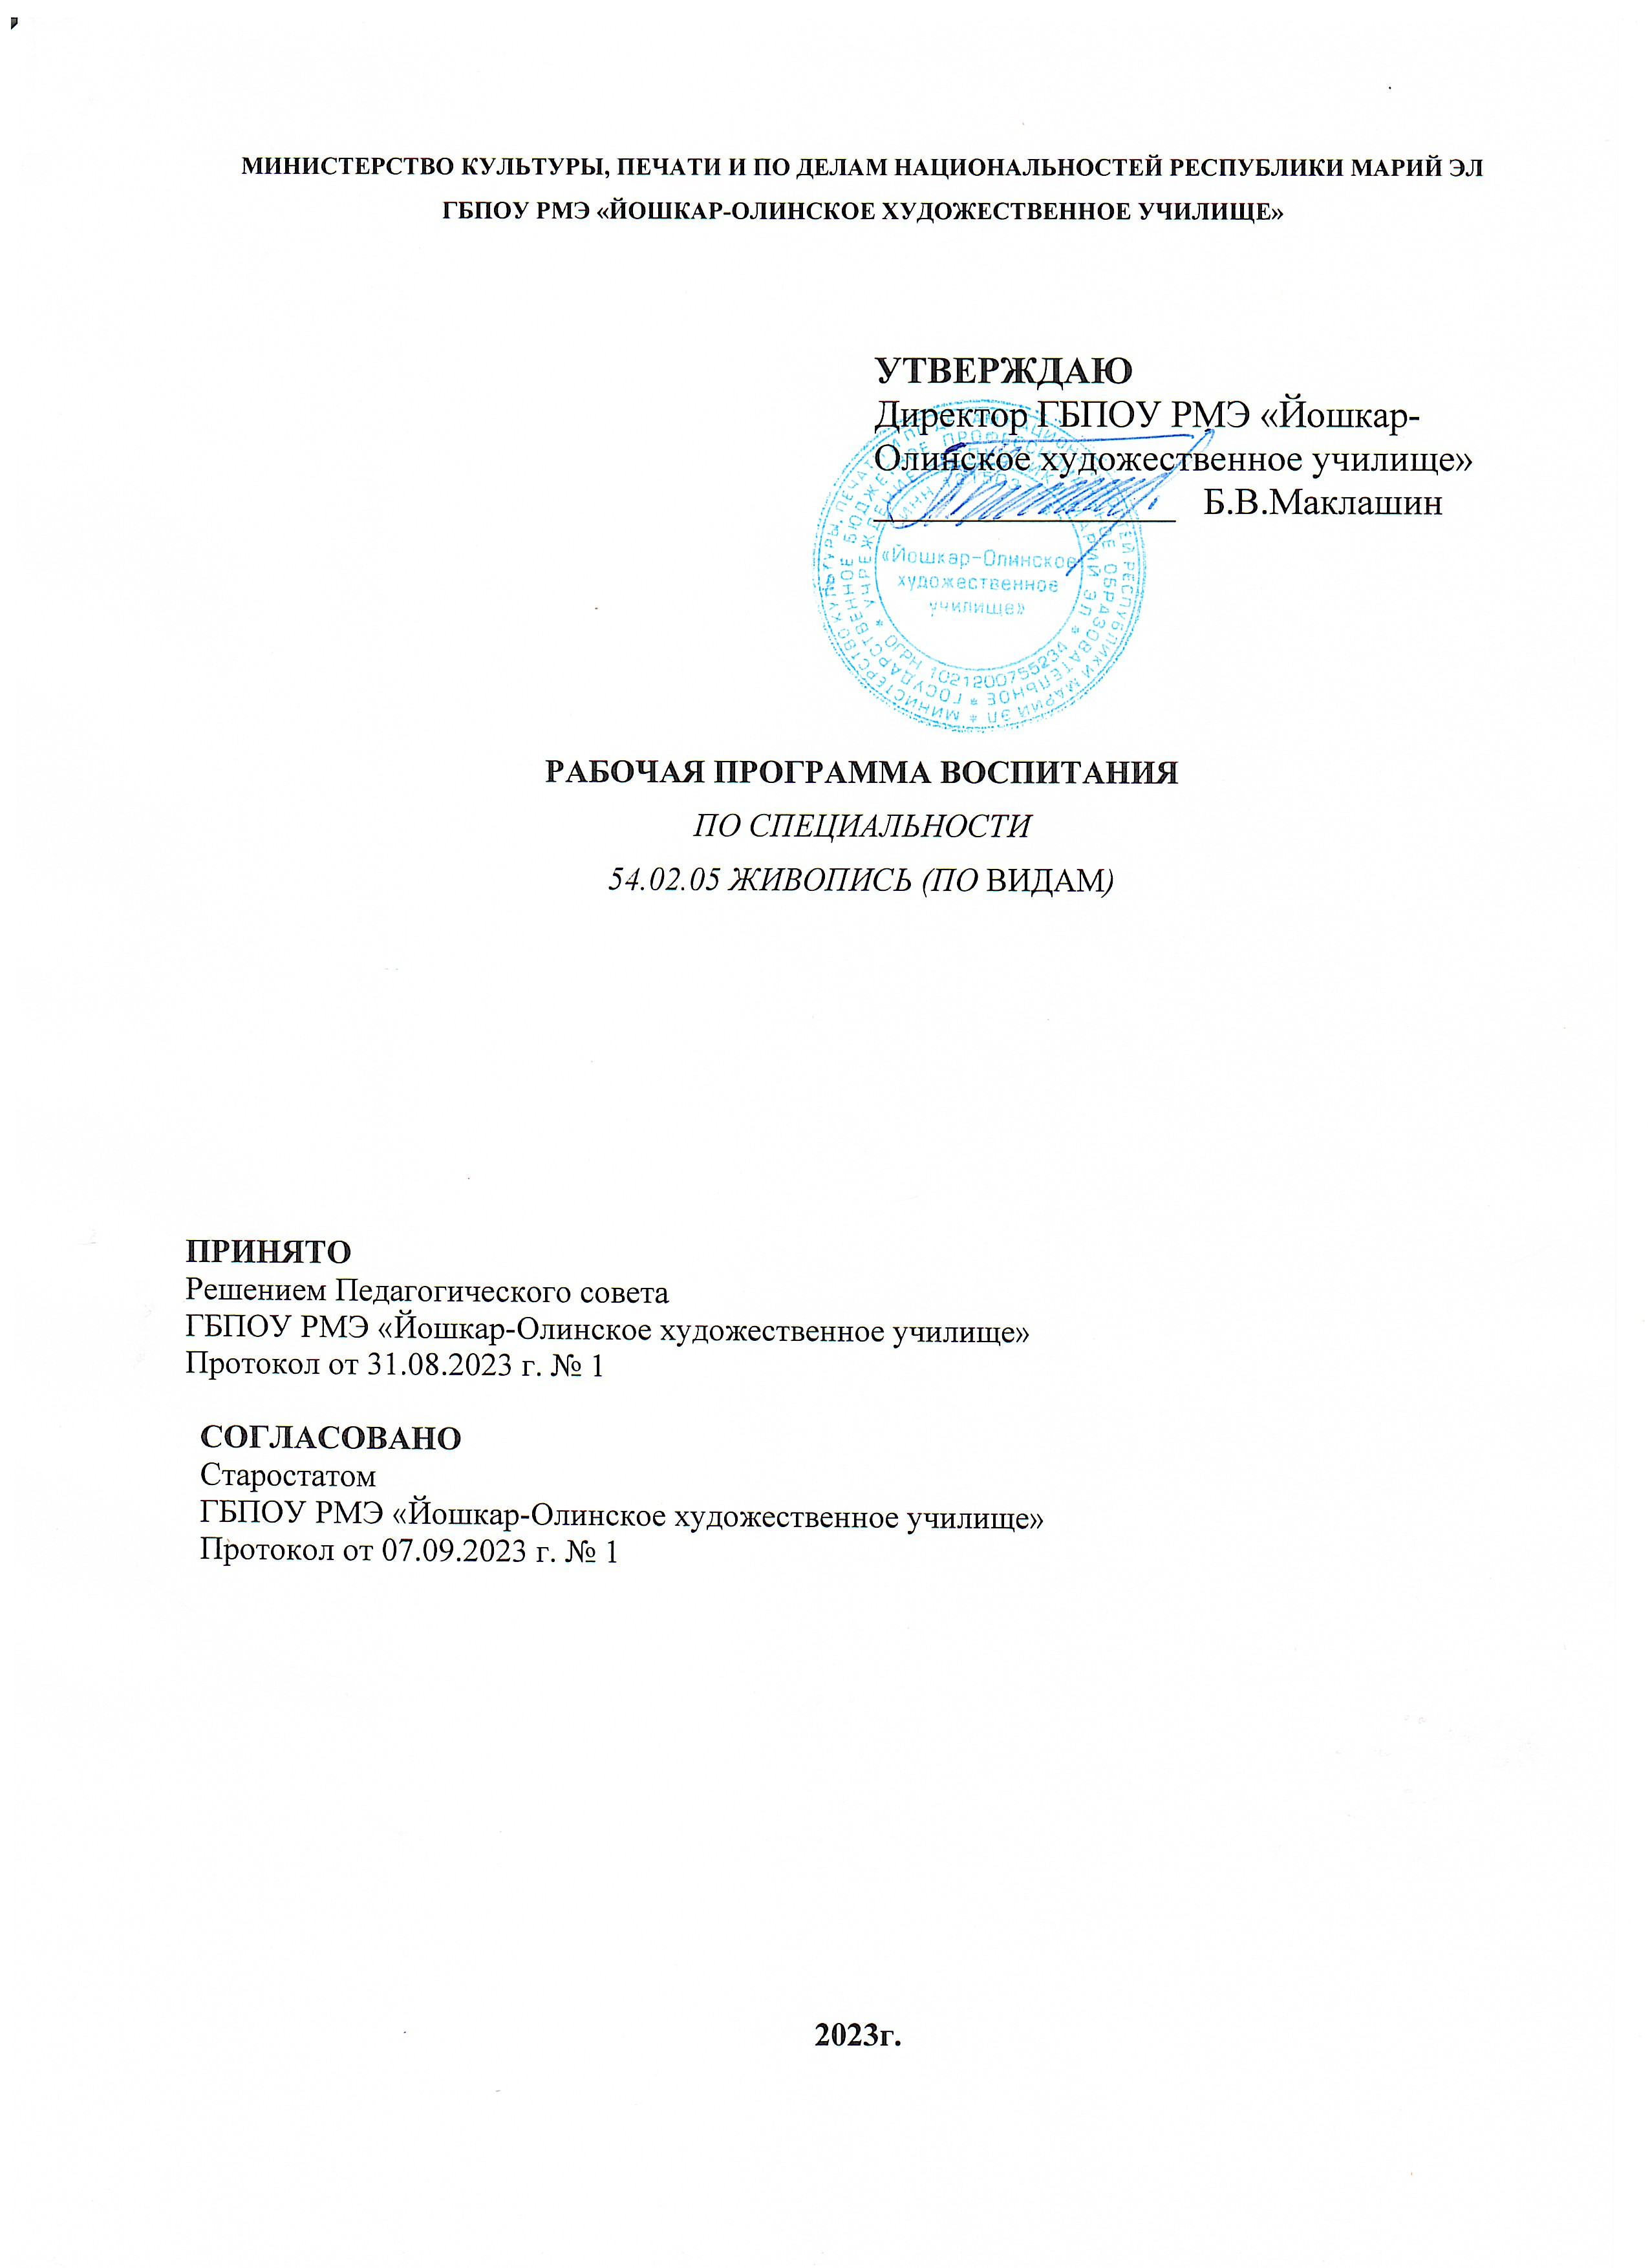 МИНИСТЕРСТВО КУЛЬТУРЫ, ПЕЧАТИ И ПО ДЕЛАМ НАЦИОНАЛЬНОСТЕЙ РЕСПУБЛИКИ МАРИЙ ЭЛ
ГБПОУ РМЭ «ЙОШКАР-ОЛИНСКОЕ ХУДОЖЕСТВЕННОЕ УЧИЛИЩЕ»
УТВЕРЖДАЮ
Директор ГБПОУ РМЭ «Йошкар-
Олинское художественное училище»
Б.В.Маклашин
«Йошкар-Олинское
художественное
училище»
ОГРН 1021200755234
РАБОЧАЯ ПРОГРАММА ВОСПИТАНИЯ
ПО СПЕЦИАЛЬНОСТИ
54.02.05 ЖИВОПИСЬ (ПО ВИДАМ)
ПРИНЯТО
Решением Педагогического совета
ГБПОУ РМЭ «Йошкар-Олинское художественное училище»
Протокол от 31.08.2023 г. № 1
СОГЛАСОВАНО
Старостатом
ГБПОУ РМЭ «Йошкар-Олинское художественное училище»
Протокол от 07.09.2023 г. № 1
2023г.